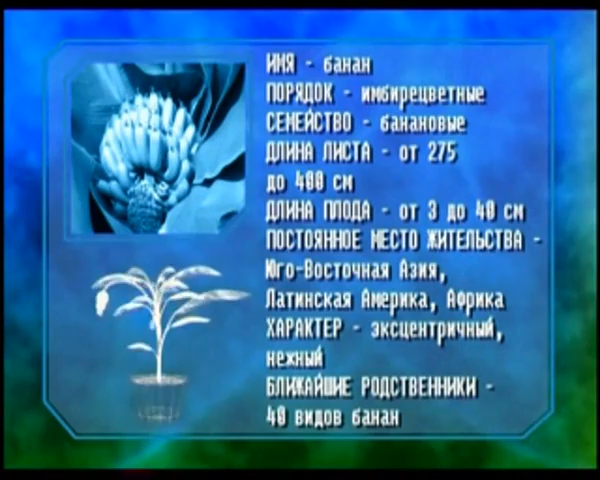 ИМЯ - банан
ПОРЯДОК - имбирецветные
СЕМЕЙСТВО - банановые
ДЛИНА ЛИСТА - от 275
до 400 см
ДЛИНА ПЛОДА - от 3 до 40 см
ПОСТОЯННОЕ МЕСТО ЖИТЕЛЬСТВА -
Юго-Восточная Азия,
Латинская Америка, Африка
ХАРАКТЕР - эксцентричный,
нежный
БЛИЖАЙШИЕ РОДСТВЕННИКИ -
40 видов банан